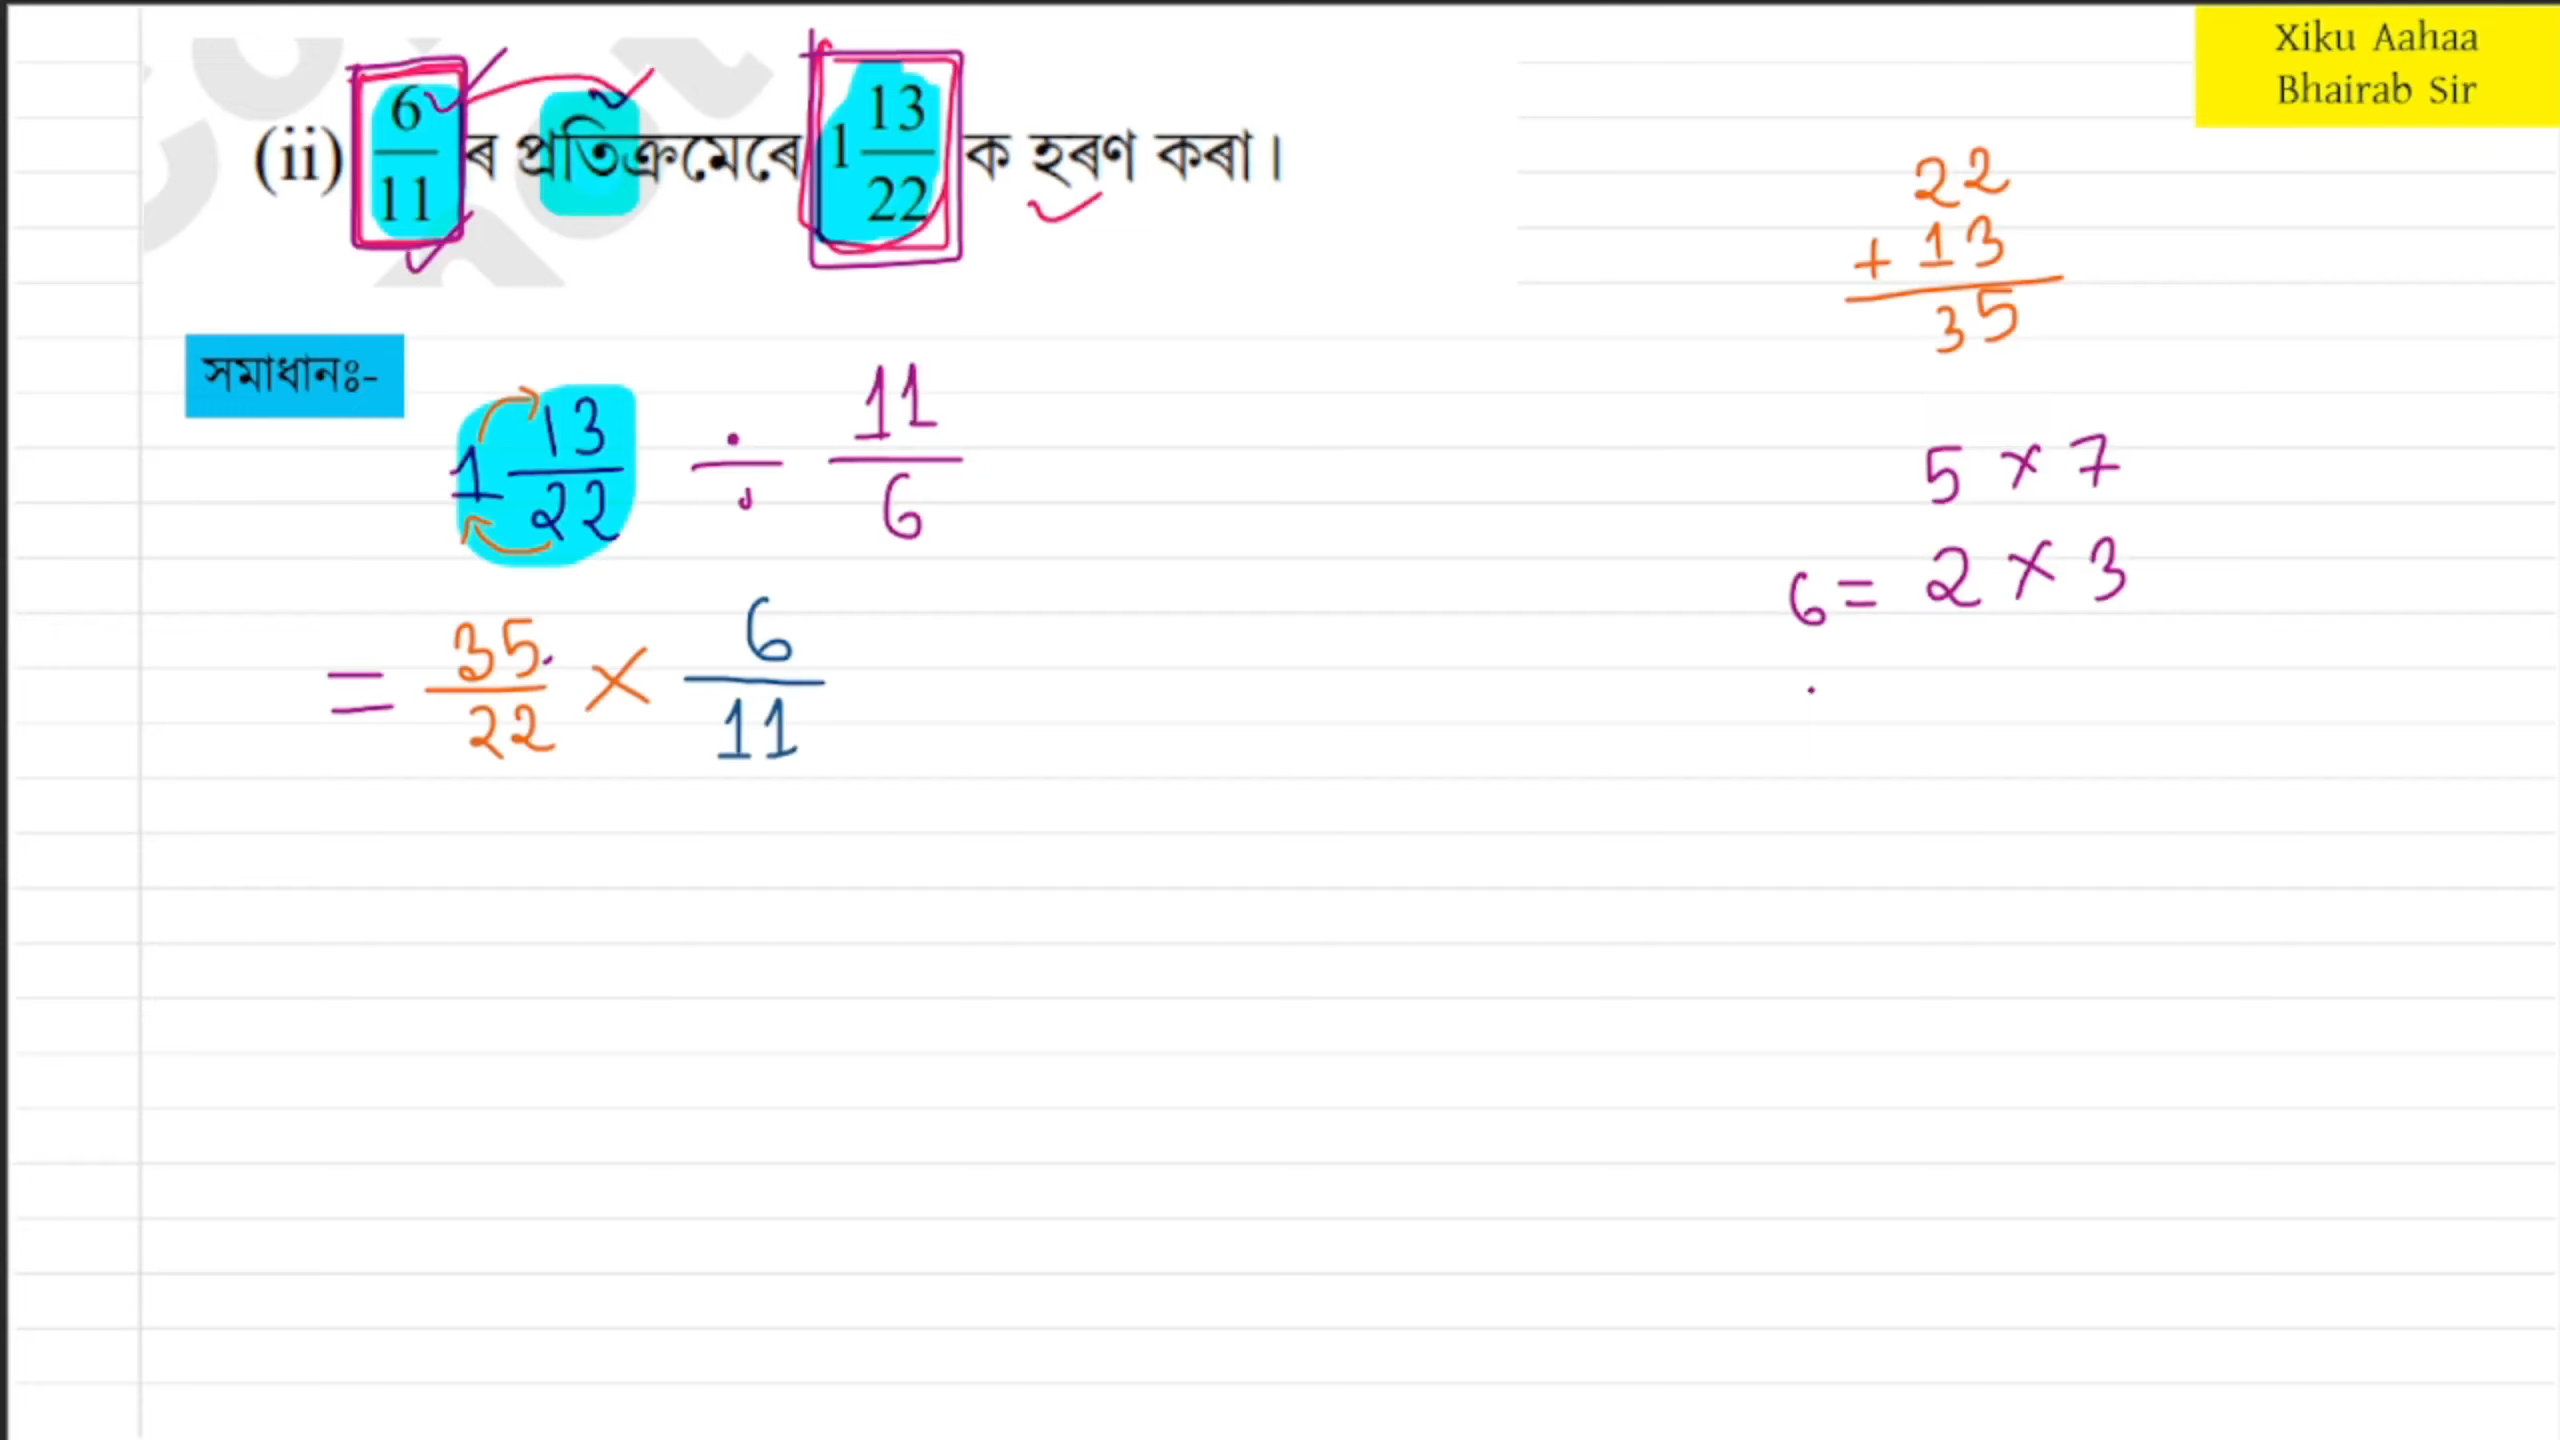 Xiku Aahaa
Bhairab Sir
(ii) 6/11 ৰ প্ৰতিক্ৰমেৰে 1 13/22 ক হৰণ কৰা।
22
+ 13
35
সমাধানঃ-
1 13/22 ÷ 11/6
5 × 7
6 = 2 × 3
= 35/22 × 6/11